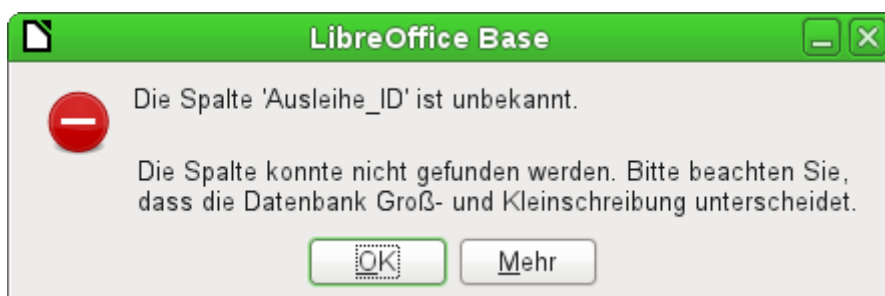 LibreOffice Base
Die Spalte 'Ausleihe_ID' ist unbekannt.
Die Spalte konnte nicht gefunden werden. Bitte beachten Sie,
dass die Datenbank Groß- und Kleinschreibung unterscheidet.
OK
Mehr